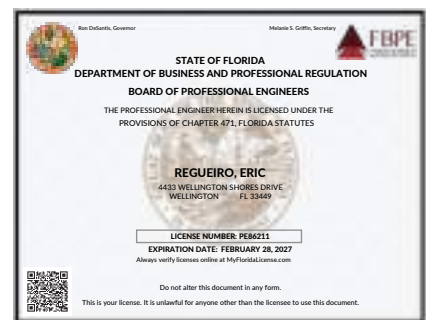 Ron DeSantis, Governor
Melanie S. Griffin, Secretary
FBPE
STATE OF FLORIDA
DEPARTMENT OF BUSINESS AND PROFESSIONAL REGULATION
BOARD OF PROFESSIONAL ENGINEERS
THE PROFESSIONAL ENGINEER HEREIN IS LICENSED UNDER THE
PROVISIONS OF CHAPTER 471, FLORIDA STATUTES
REGUEIRO, ERIC
4433 WELLINGTON SHORES DRIVE
WELLINGTON FL 33449
LICENSE NUMBER: PE86211
EXPIRATION DATE: FEBRUARY 28, 2027
Always verify licenses online at MyFloridaLicense.com
Do not alter this document in any form.
This is your license. It is unlawful for anyone other than the licensee to use this document.